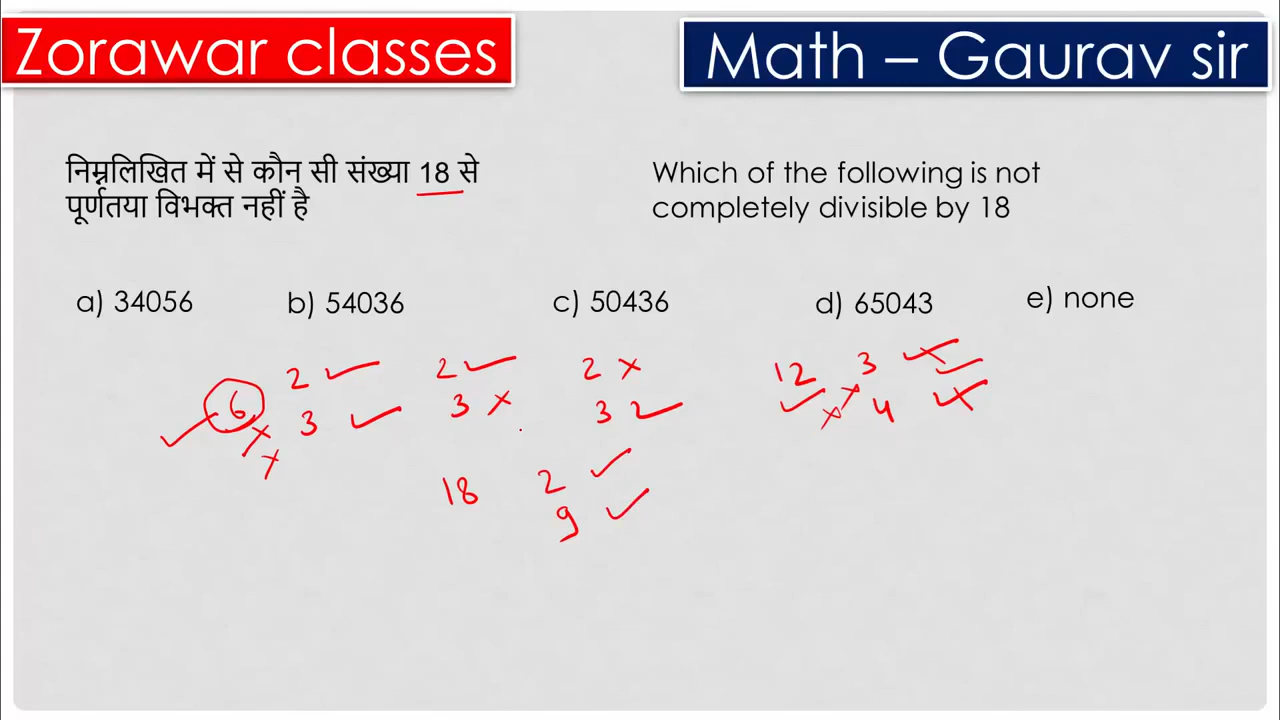 Zorawar classes
Math – Gaurav sir
निम्नलिखित में से कौन सी संख्या 18 से
पूर्णतया विभक्त नहीं है
Which of the following is not
completely divisible by 18
a) 34056 b) 54036 c) 50436 d) 65043 e) none
6 2 ✓ 2 ✓ 2 × 12 3
3 ✓ 3 × 3 2 4
18 2 ✓
9 ✓